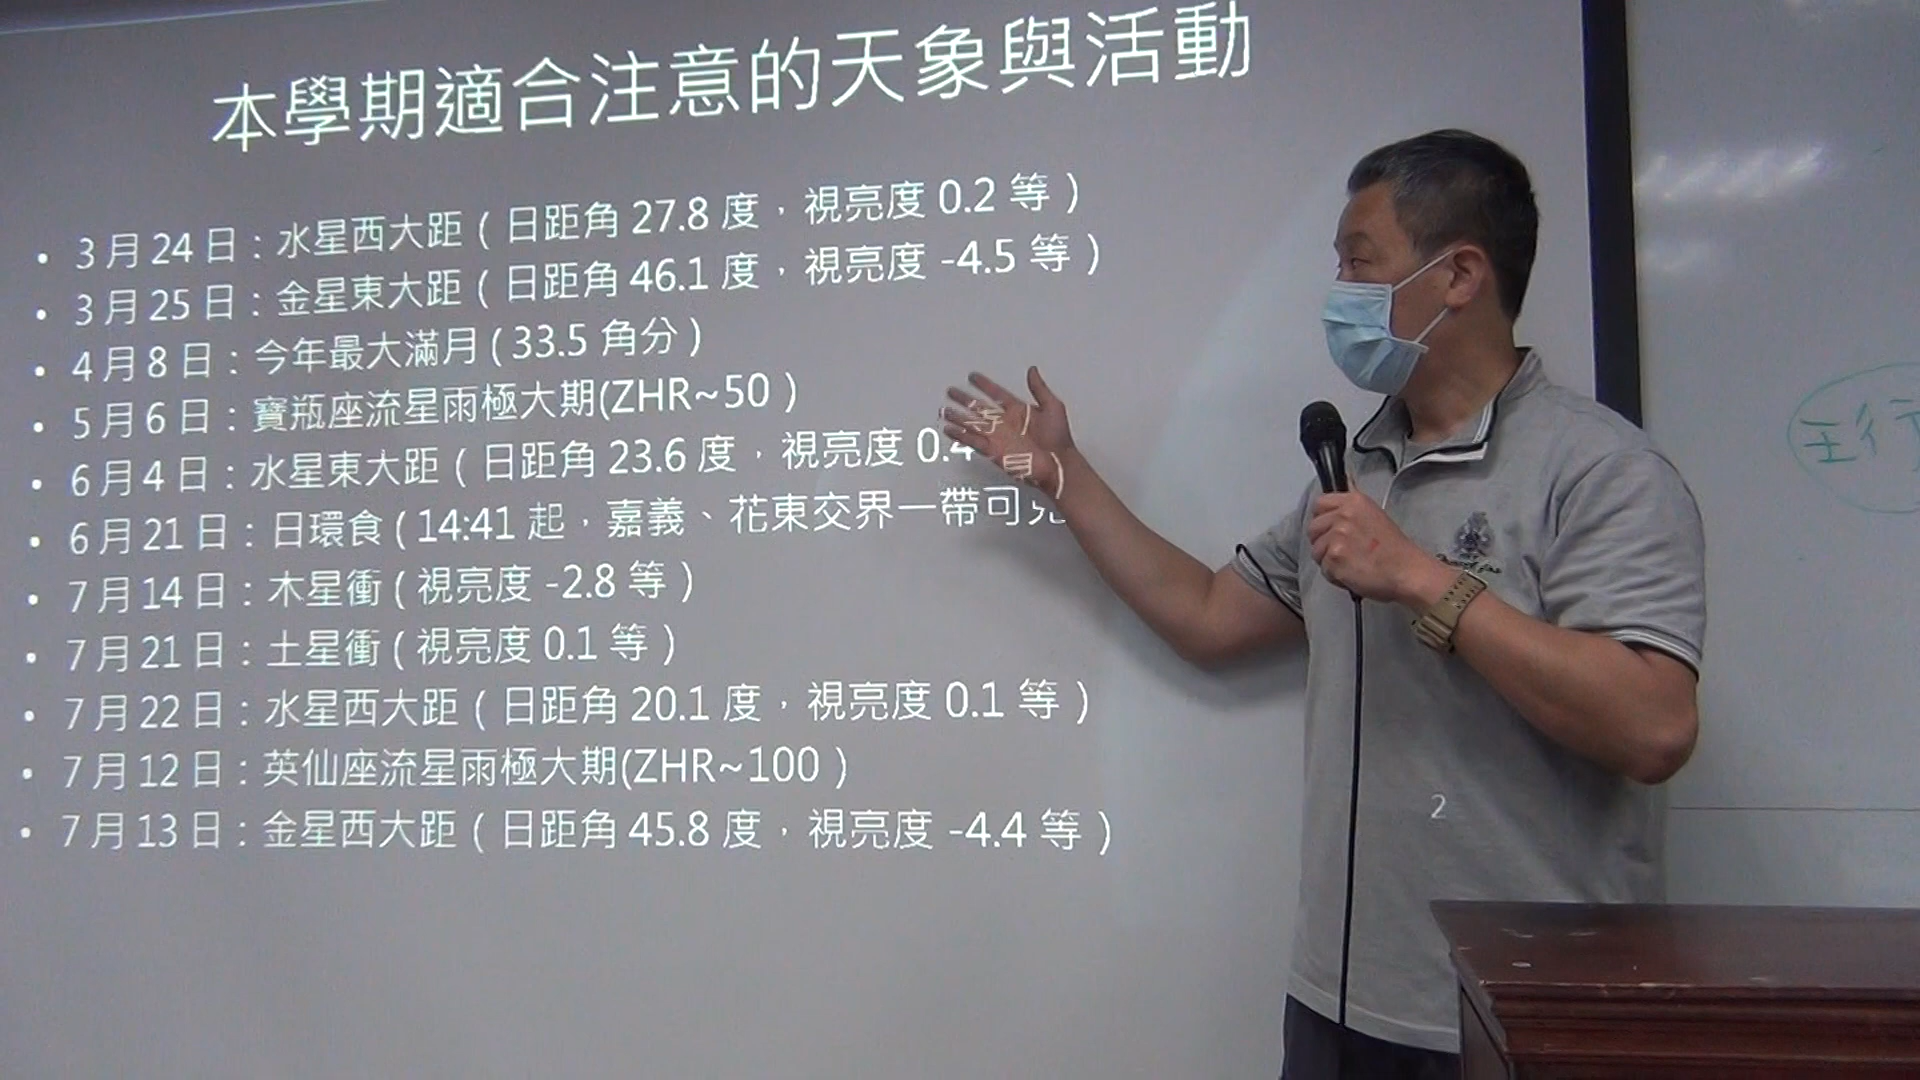 本學期適合注意的天象與活動
• 3月24日：水星西大距（日距角 27.8 度，視亮度 0.2 等）
• 3月25日：金星東大距（日距角 46.1 度，視亮度 -4.5 等）
• 4月8日：今年最大滿月（33.5 角分）
• 5月6日：寶瓶座流星雨極大期(ZHR~50）
• 6月4日：水星東大距（日距角 23.6 度，視亮度 0.4 等）
• 6月21日：日環食（14:41 起，嘉義、花東交界一帶可見）
• 7月14日：木星衝（視亮度 -2.8 等）
• 7月21日：土星衝（視亮度 0.1 等）
• 7月22日：水星西大距（日距角 20.1 度，視亮度 0.1 等）
• 7月12日：英仙座流星雨極大期(ZHR~100）
• 7月13日：金星西大距（日距角 45.8 度，視亮度 -4.4 等）
2